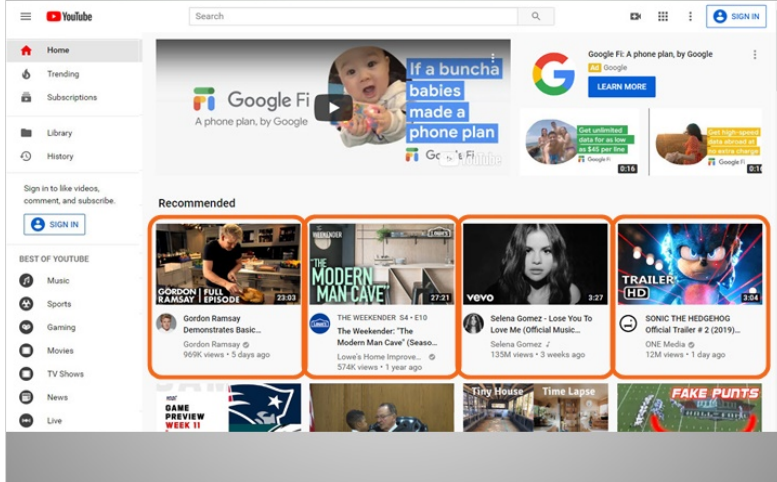 YouTube
Search
SIGN IN
Home
Trending
Subscriptions
Library
History
Sign in to like videos,
comment, and subscribe.
SIGN IN
BEST OF YOUTUBE
Music
Sports
Gaming
Movies
TV Shows
News
Live
Google Fi
A phone plan, by Google
If a buncha
babies
made a
phone plan
Google Fi
YouTube
Google Fi: A phone plan, by Google
Ad Google
LEARN MORE
Get unlimited
data for as low
as $45 per line
Google Fi
0:16
Get high-speed
data abroad at
no extra charge
Google Fi
0:16
Recommended
GORDON | FULL
RAMSAY | EPISODE
23:03
Gordon Ramsay
Demonstrates Basic...
Gordon Ramsay
969K views • 5 days ago
THE
WEEKENDER
LOWE'S
"THE
MODERN
MAN CAVE"
27:21
LOWE'S
THE WEEKENDER S4 • E10
The Weekender: "The
Modern Man Cave" (Seaso...
Lowe's Home Improve...
574K views • 1 year ago
vevo
3:27
Selena Gomez - Lose You To
Love Me (Official Music...
Selena Gomez
135M views • 3 weeks ago
TRAILER
HD
3:04
SONIC THE HEDGEHOG
Official Trailer # 2 (2019)...
ONE Media
12M views • 1 day ago
GAME
PREVIEW
WEEK 11
Tiny House Time Lapse
FAKE PUNTS